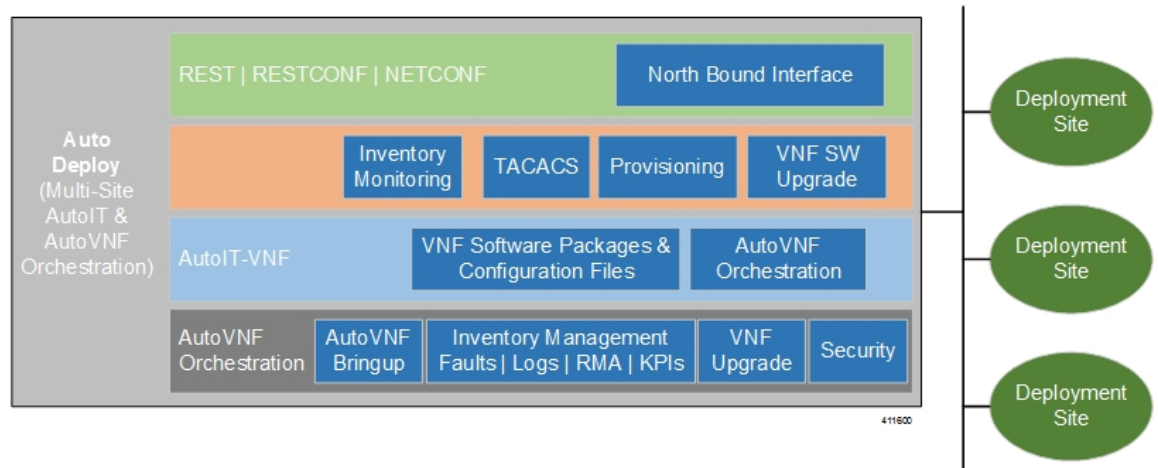 Auto
Deploy
(Multi-Site
AutoIT &
AutoVNF
Orchestration)
REST | RESTCONF | NETCONF
North Bound Interface
Inventory
Monitoring
TACACS
Provisioning
VNF SW
Upgrade
AutoIT-VNF
VNF Software Packages &
Configuration Files
AutoVNF
Orchestration
AutoVNF
Orchestration
AutoVNF
Bringup
Inventory Management
Faults | Logs | RMA | KPIs
VNF
Upgrade
Security
411600
Deployment
Site
Deployment
Site
Deployment
Site